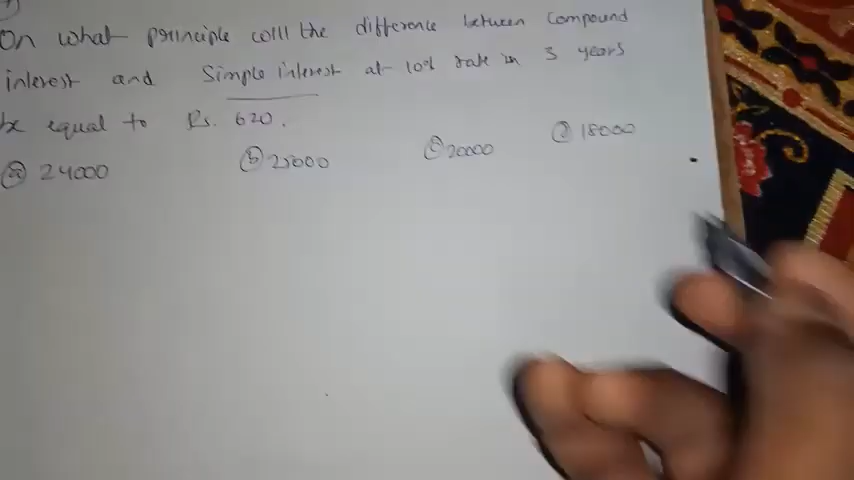 On what principle will the difference between compound
interest and Simple interest at 10% rate in 3 years
be equal to Rs. 620.
(a) 24000 (b) 25000 (c) 20000 (d) 18000